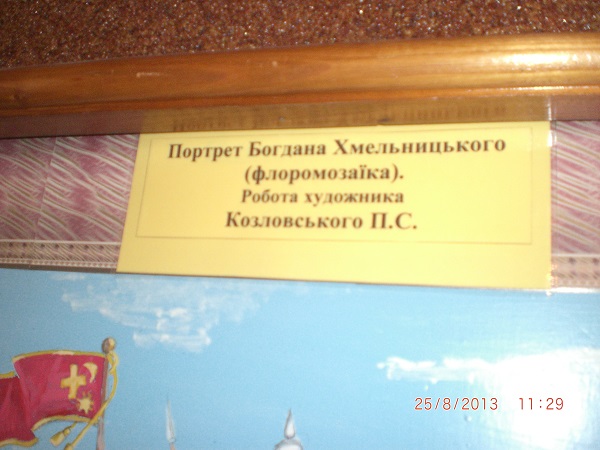 Портрет Богдана Хмельницького
(флоромозаїка).
Робота художника
Козловського П.С.
25/8/2013 11:29